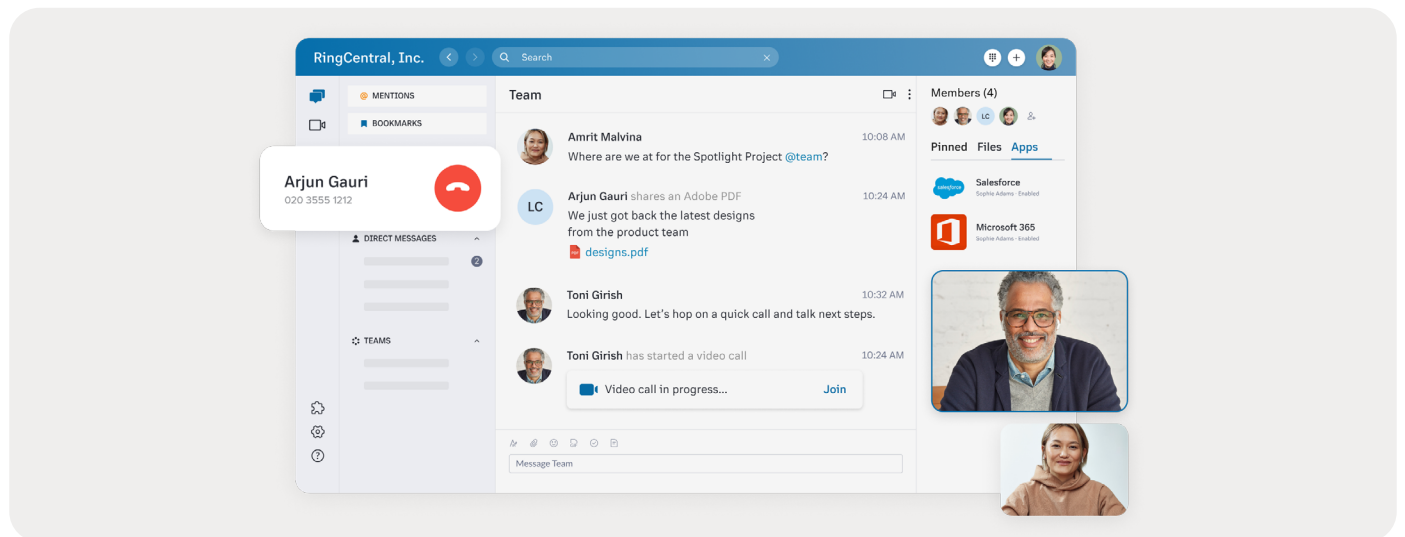 RingCentral, Inc.
Search
@ MENTIONS
BOOKMARKS
Arjun Gauri
020 3555 1212
DIRECT MESSAGES
2
TEAMS
Team
Amrit Malvina 10:08 AM
Where are we at for the Spotlight Project @team?
LC
Arjun Gauri shares an Adobe PDF 10:24 AM
We just got back the latest designs
from the product team
designs.pdf
Toni Girish 10:32 AM
Looking good. Let's hop on a quick call and talk next steps.
Toni Girish has started a video call 10:24 AM
Video call in progress... Join
Message Team
Members (4)
LC
Pinned Files Apps
salesforce
Salesforce
Sophie Adams · Enabled
Microsoft 365
Sophie Adams · Enabled